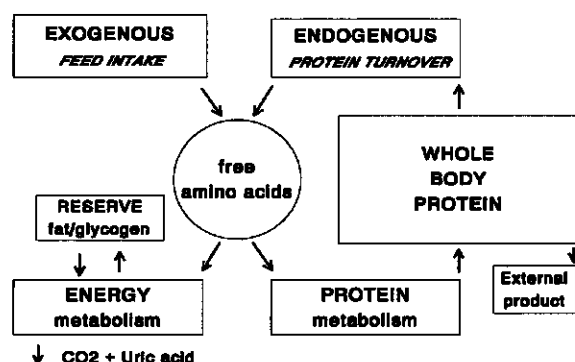 EXOGENOUS
FEED INTAKE
ENDOGENOUS
PROTEIN TURNOVER
free
amino acids
WHOLE
BODY
PROTEIN
RESERVE
fat/glycogen
ENERGY
metabolism
PROTEIN
metabolism
External
product
CO2 + Uric acid